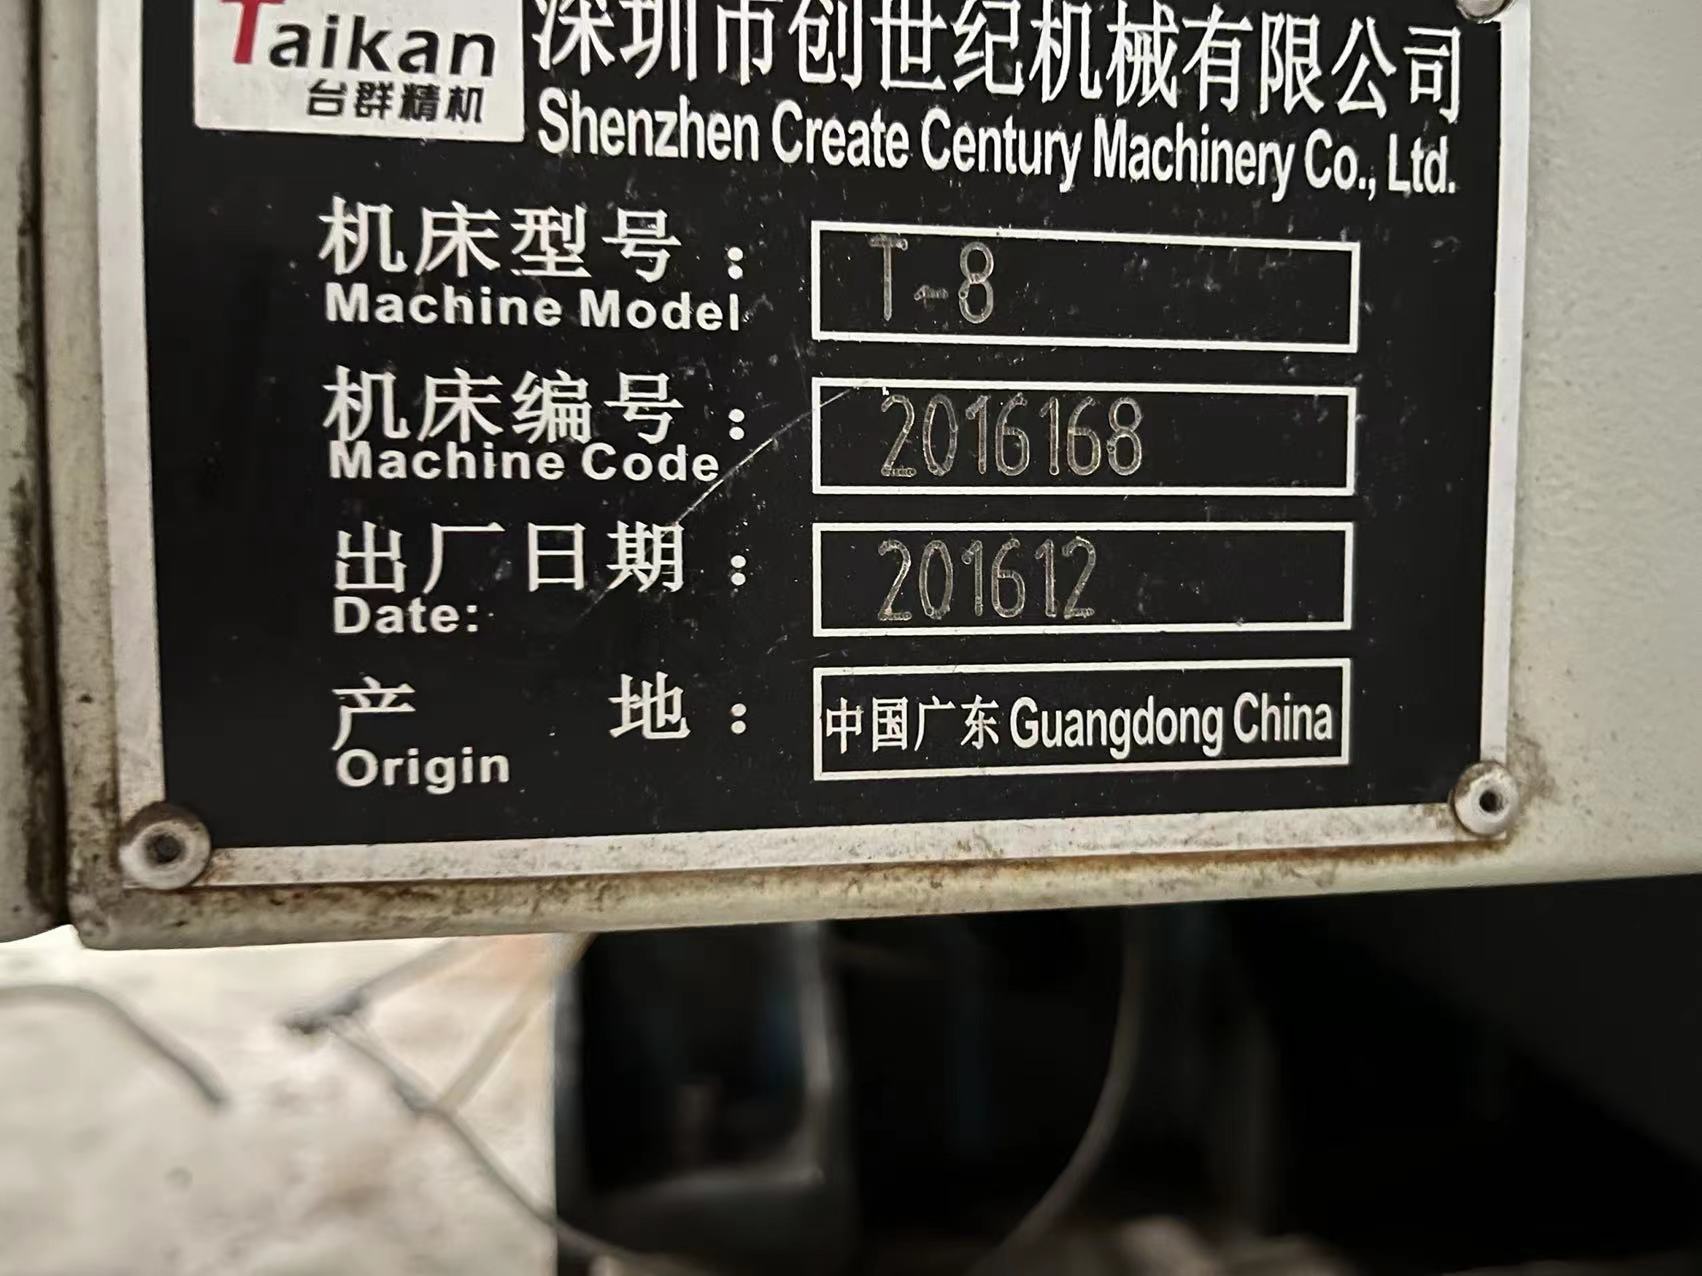 Taikan
台群精机
深圳市创世纪机械有限公司
Shenzhen Create Century Machinery Co., Ltd.
机床型号：
Machine Model
T-8
机床编号：
Machine Code
2016168
出厂日期：
Date:
201612
产地：
Origin
中国广东 Guangdong China